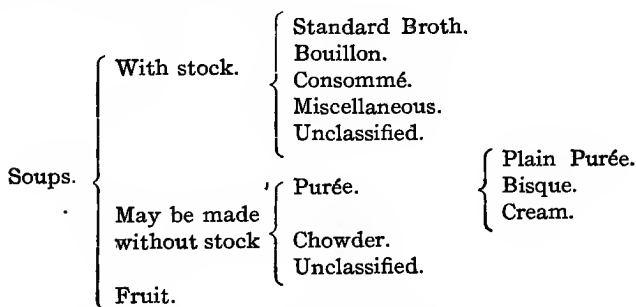 Soups.
With stock.
Standard Broth.
Bouillon.
Consommé.
Miscellaneous.
Unclassified.
May be made
without stock
Purée.
Plain Purée.
Bisque.
Cream.
Chowder.
Unclassified.
Fruit.